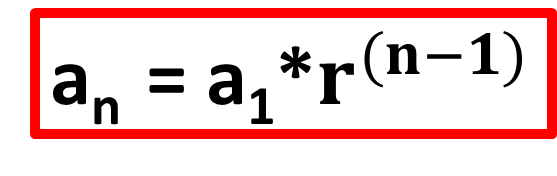 aₙ = a₁*r⁽ⁿ⁻¹⁾